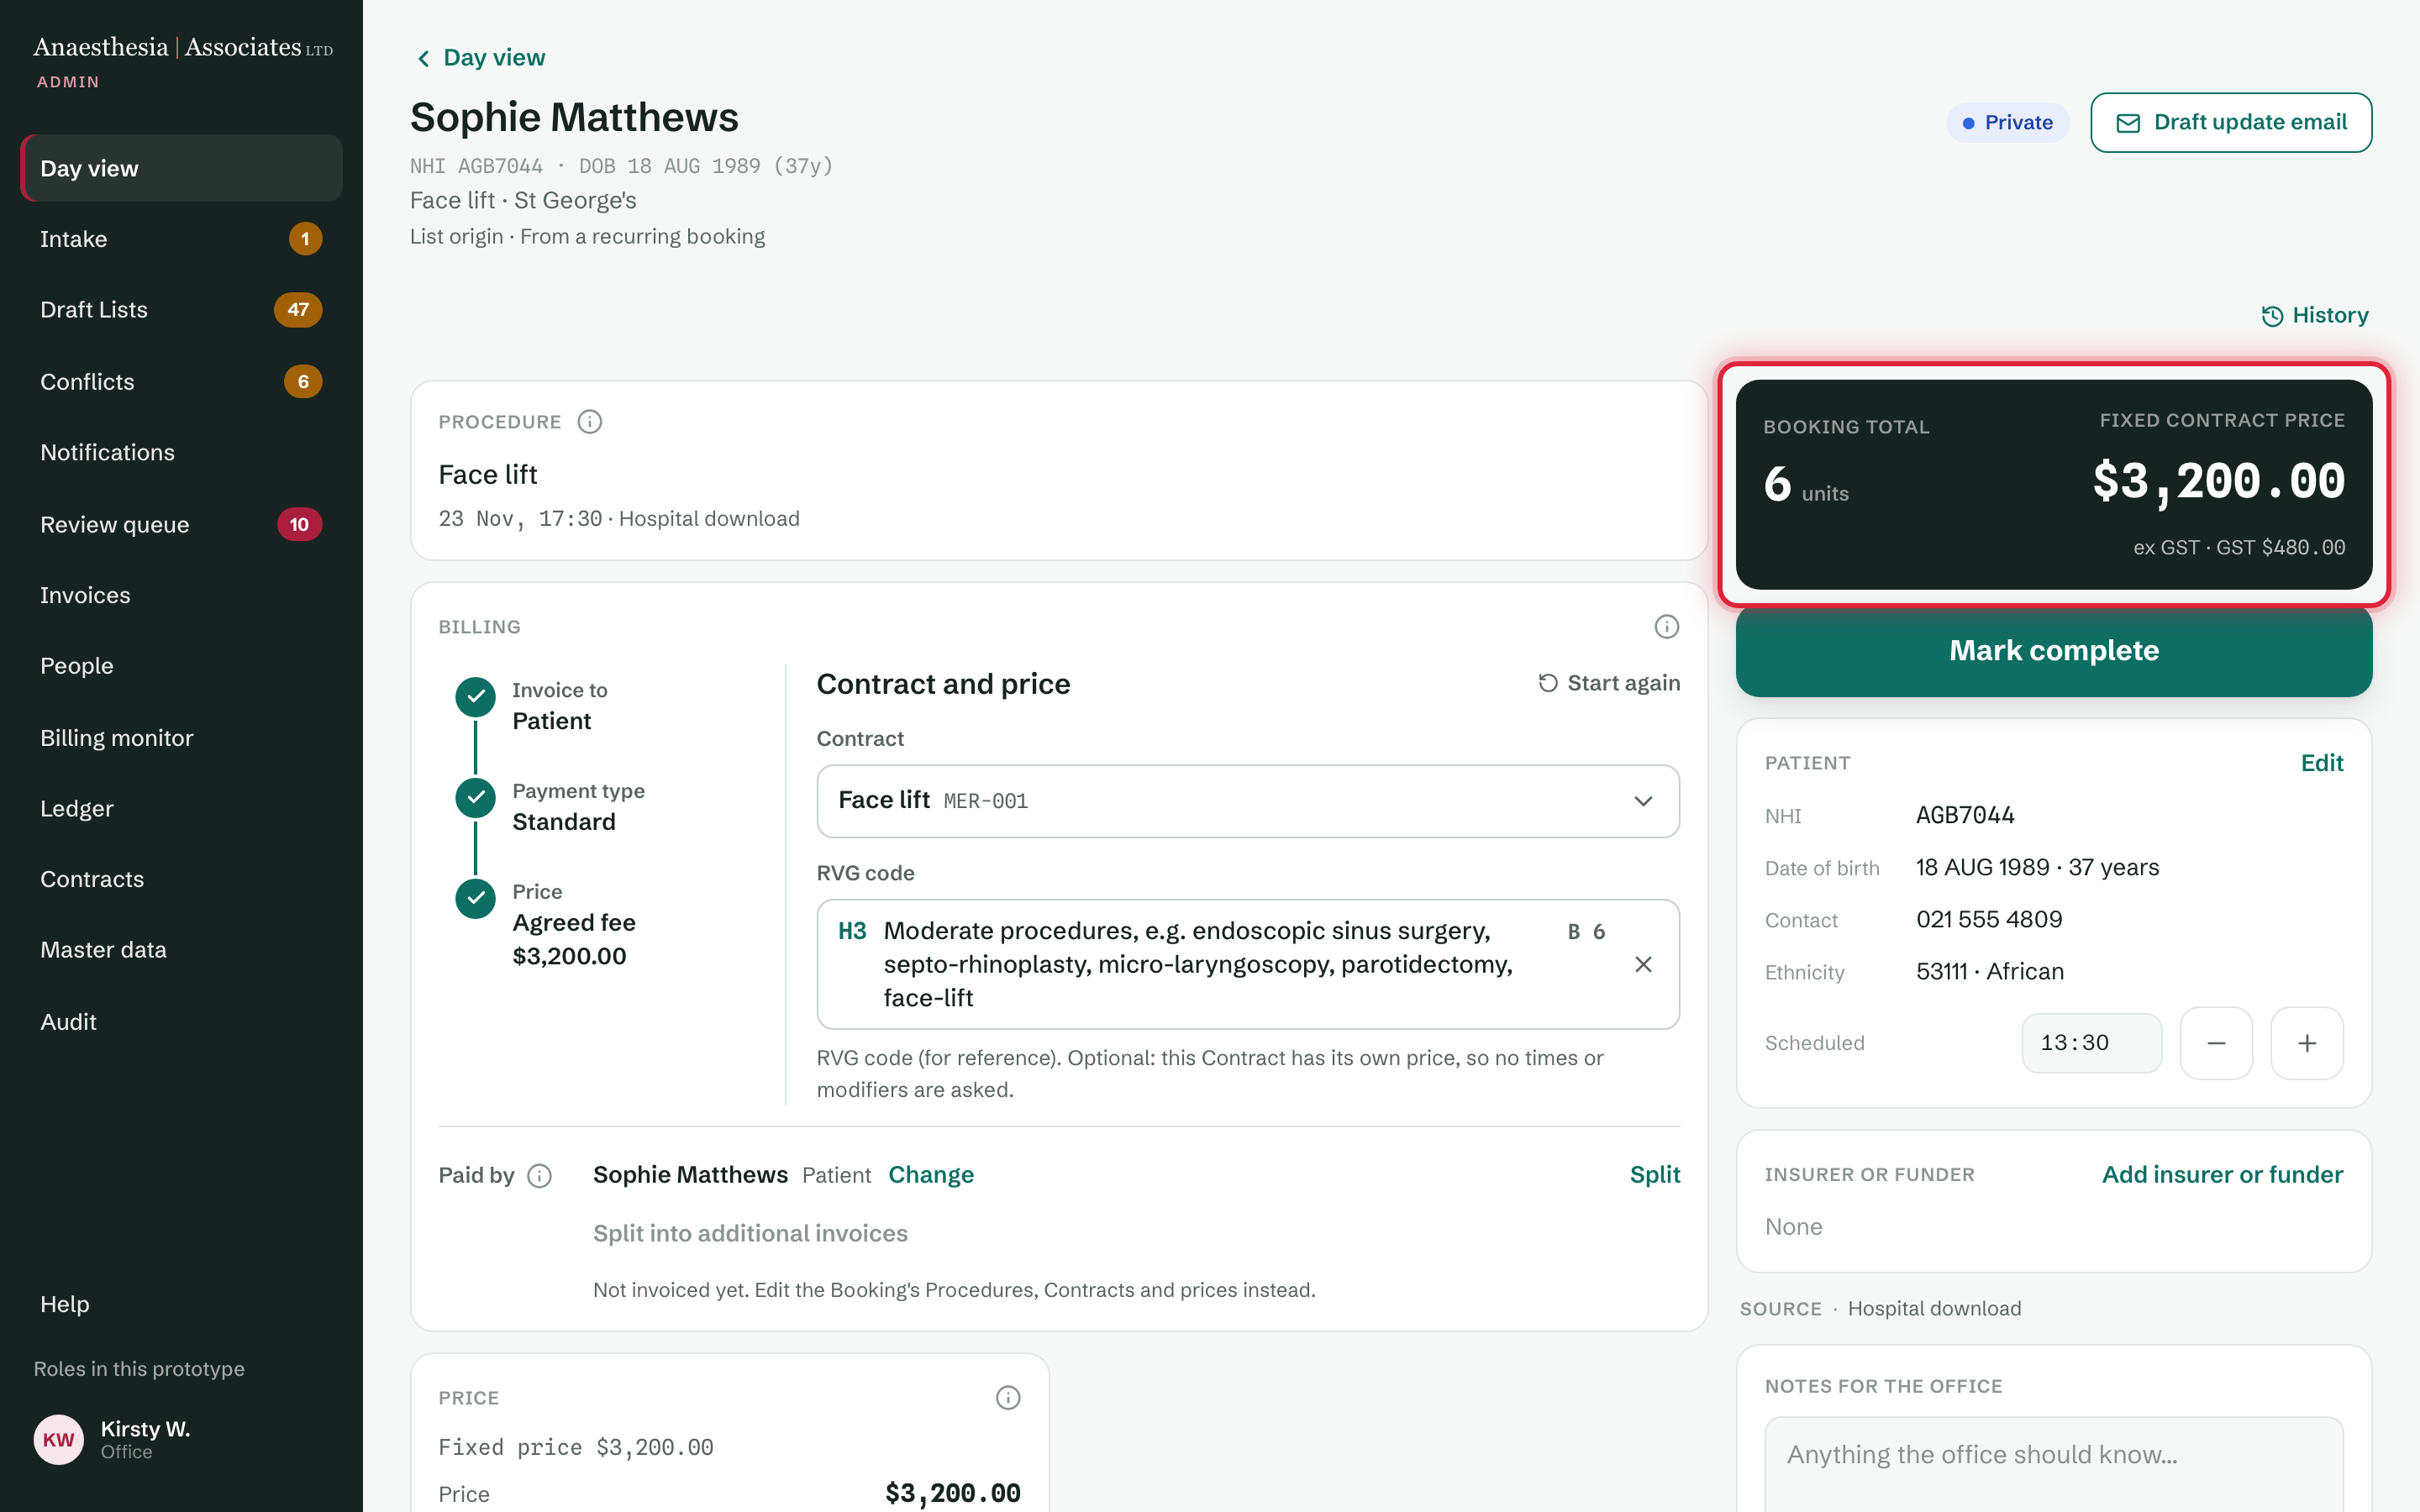 Anaesthesia | Associates LTD
ADMIN
Day view
Intake 1
Draft Lists 47
Conflicts 6
Notifications
Review queue 10
Invoices
People
Billing monitor
Ledger
Contracts
Master data
Audit
Help
Roles in this prototype
KW
Kirsty W.
Office
Day view
Sophie Matthews
NHI AGB7044 · DOB 18 AUG 1989 (37y)
Face lift · St George's
List origin · From a recurring booking
Private
Draft update email
History
PROCEDURE
Face lift
23 Nov, 17:30 · Hospital download
BILLING
Invoice to
Patient
Payment type
Standard
Price
Agreed fee
$3,200.00
Contract and price
Start again
Contract
Face lift MER-001
RVG code
H3 Moderate procedures, e.g. endoscopic sinus surgery, B 6
septo-rhinoplasty, micro-laryngoscopy, parotidectomy,
face-lift
RVG code (for reference). Optional: this Contract has its own price, so no times or
modifiers are asked.
Paid by Sophie Matthews Patient Change Split
Split into additional invoices
Not invoiced yet. Edit the Booking's Procedures, Contracts and prices instead.
PRICE
Fixed price $3,200.00
Price $3,200.00
BOOKING TOTAL
6 units
FIXED CONTRACT PRICE
$3,200.00
ex GST · GST $480.00
Mark complete
PATIENT Edit
NHI AGB7044
Date of birth 18 AUG 1989 · 37 years
Contact 021 555 4809
Ethnicity 53111 · African
Scheduled 13:30 − +
INSURER OR FUNDER Add insurer or funder
None
SOURCE · Hospital download
NOTES FOR THE OFFICE
Anything the office should know...